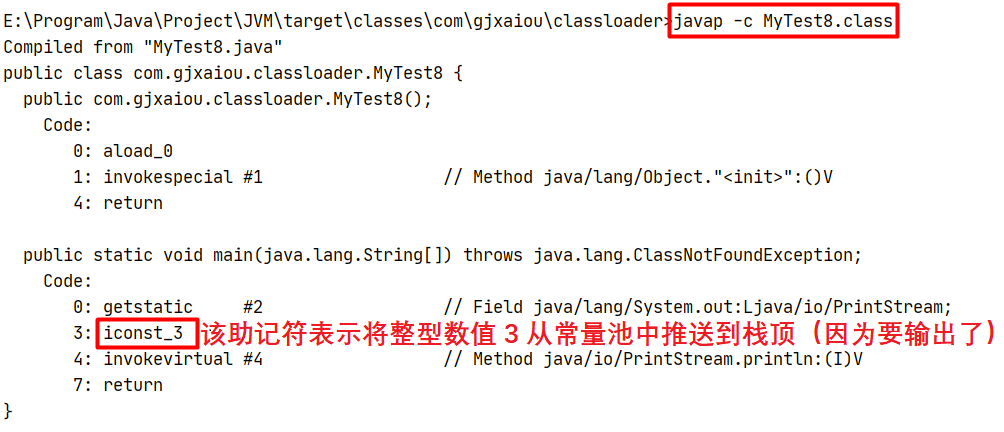 E:\Program\Java\Project\JVM\target\classes\com\gjxaiou\classloader>javap -c MyTest8.class
Compiled from "MyTest8.java"
public class com.gjxaiou.classloader.MyTest8 {
  public com.gjxaiou.classloader.MyTest8();
    Code:
       0: aload_0
       1: invokespecial #1                  // Method java/lang/Object."<init>":()V
       4: return

  public static void main(java.lang.String[]) throws java.lang.ClassNotFoundException;
    Code:
       0: getstatic     #2                  // Field java/lang/System.out:Ljava/io/PrintStream;
       3: iconst_3 该助记符表示将整型数值 3 从常量池中推送到栈顶（因为要输出了）
       4: invokevirtual #4                  // Method java/io/PrintStream.println:(I)V
       7: return
}